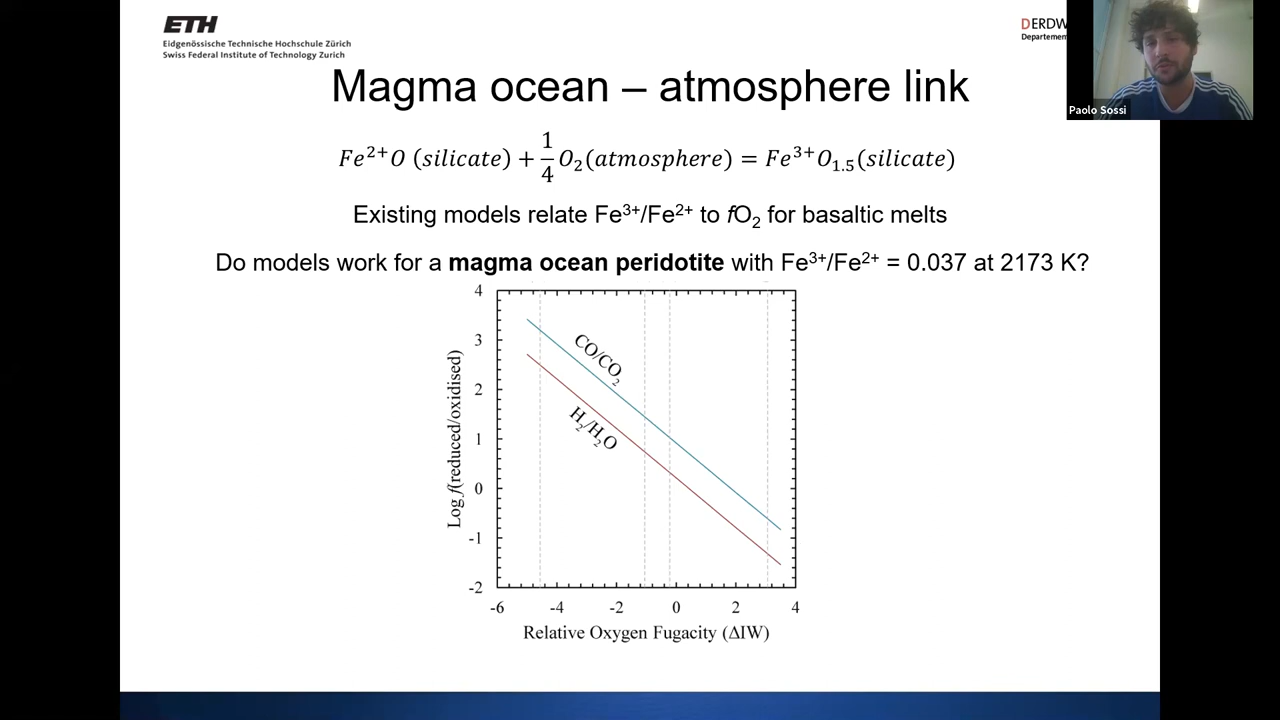 ETH
Eidgenössische Technische Hochschule Zürich
Swiss Federal Institute of Technology Zurich
DERDW
Departemen
Paolo Sossi
Magma ocean – atmosphere link
Fe²⁺O (silicate) + 1/4 O₂(atmosphere) = Fe³⁺O₁.₅(silicate)
Existing models relate Fe³⁺/Fe²⁺ to fO₂ for basaltic melts
Do models work for a magma ocean peridotite with Fe³⁺/Fe²⁺ = 0.037 at 2173 K?
4
3
2
1
0
-1
-2
Log f(reduced/oxidised)
CO/CO₂
H₂/H₂O
-6 -4 -2 0 2 4
Relative Oxygen Fugacity (ΔIW)